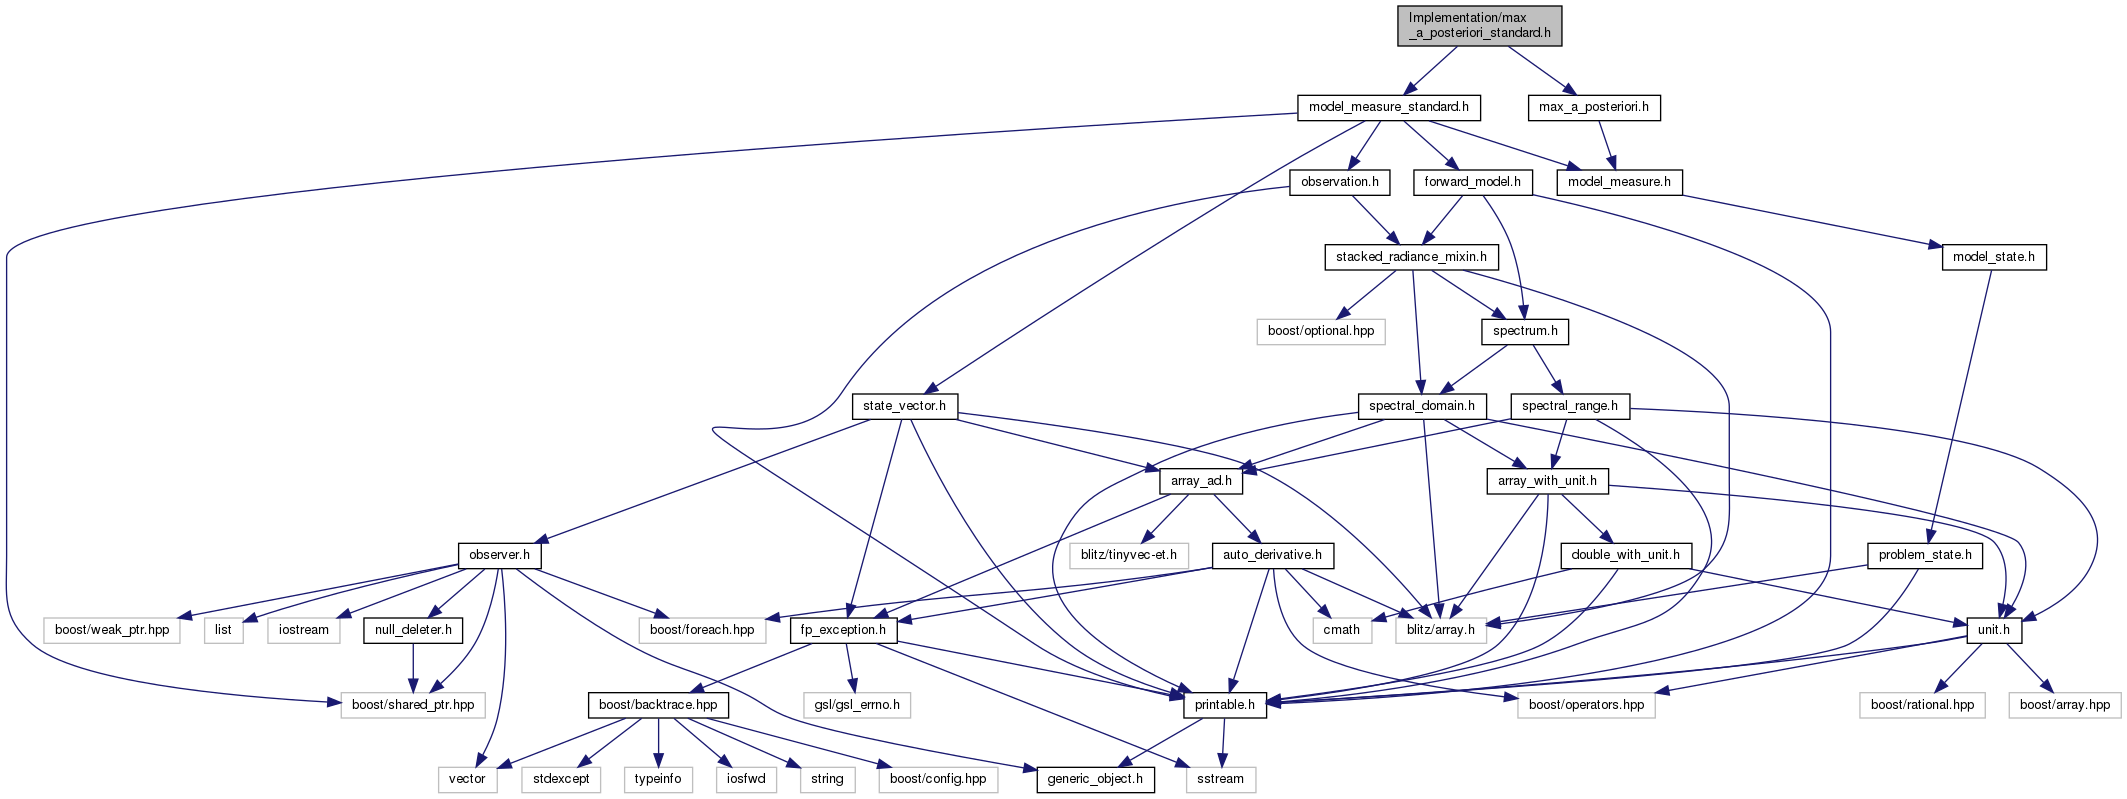 Implementation/max
_a_posteriori_standard.h
model_measure_standard.h
max_a_posteriori.h
observation.h
forward_model.h
model_measure.h
stacked_radiance_mixin.h
model_state.h
boost/optional.hpp
spectrum.h
state_vector.h
spectral_domain.h
spectral_range.h
array_ad.h
array_with_unit.h
observer.h
blitz/tinyvec-et.h
auto_derivative.h
double_with_unit.h
problem_state.h
boost/weak_ptr.hpp
list
iostream
null_deleter.h
boost/foreach.hpp
fp_exception.h
cmath
blitz/array.h
unit.h
boost/shared_ptr.hpp
boost/backtrace.hpp
gsl/gsl_errno.h
printable.h
boost/operators.hpp
boost/rational.hpp
boost/array.hpp
vector
stdexcept
typeinfo
iosfwd
string
boost/config.hpp
generic_object.h
sstream